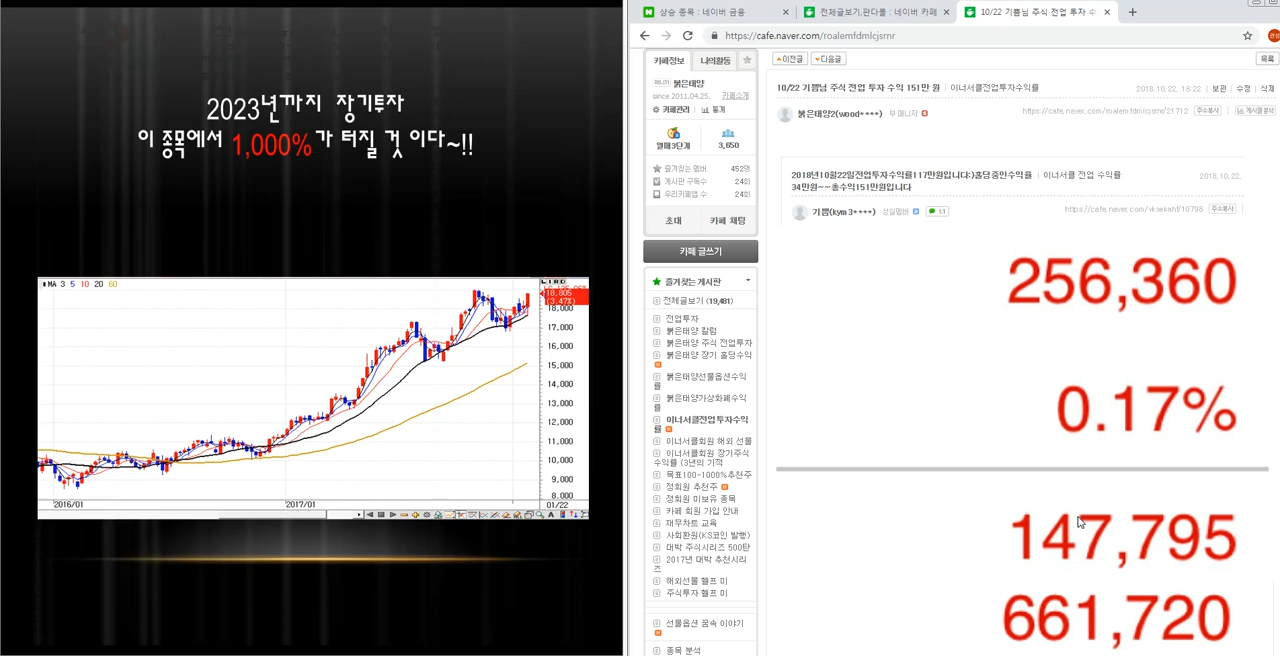 2023년까지 장기투자
이 종목에서 1,000% 가 터질 것 이다~!!
MA 3 5 10 20 60
18,805
(3.47%)
18,000
17,000
16,000
15,000
14,000
13,000
12,000
11,000
10,000
9,000
8,000
2016/01
2017/01
01/22
상승 종목 : 네이버 금융
전체글보기.판다롤 : 네이버 카페
10/22 기쁨님 주식 전업 투자 수
https://cafe.naver.com/roalemfdmlcjsrnr
카페정보
나의활동
매니저 붉은태양
since 2011.04.25.
카페소개
카페관리
통계
열매3단계
3,650
즐겨찾는 멤버 452명
게시판 구독수 24회
우리카페앱 수 24회
초대
카페 채팅
카페 글쓰기
즐겨찾는 게시판
전체글보기 (19,481)
전업투자
붉은태양 칼럼
붉은태양 주식 전업투자
붉은태양 장기 홀딩수익
붉은태양선물옵션수익
률
붉은태양가상화폐수익
률
이너서클전업투자수익
률
이너서클회원 해외 선물
이너서클회원 장기주식
수익률 (3년의 기적
목표100-1000%추천주
정회원 추천주
정회원 미보유 종목
카페 회원 가입 안내
재무차트 교육
사회환원(KS코인 발행)
대박 주식시리즈 500탄
2017년 대박 추천시리
즈
해외선물 헬프 미
주식투자 헬프 미
선물옵션 꿈속 이야기
종목 분석
이전글
다음글
목록
10/22 기쁨님 주식 전업 투자 수익 151만 원
이너서클전업투자수익률
2018, 10, 22, 16:22
보관
수정
삭제
붉은태양2(wood****)
부 매니저
https://cafe.naver.com/roalemfdmlcjsrnr/21712
주소복사
게시글 분석
2018년10월22일전업투자수익률117만원입니다:)홀딩중인수익율
이너서클 전업 수익률
2018, 10, 22,
34만원~~총수익151만원입니다
기쁨(kym3****)
성실멤버
11
https://cafe.naver.com/vksekahf/10798
주소복사
256,360
0.17%
147,795
661,720